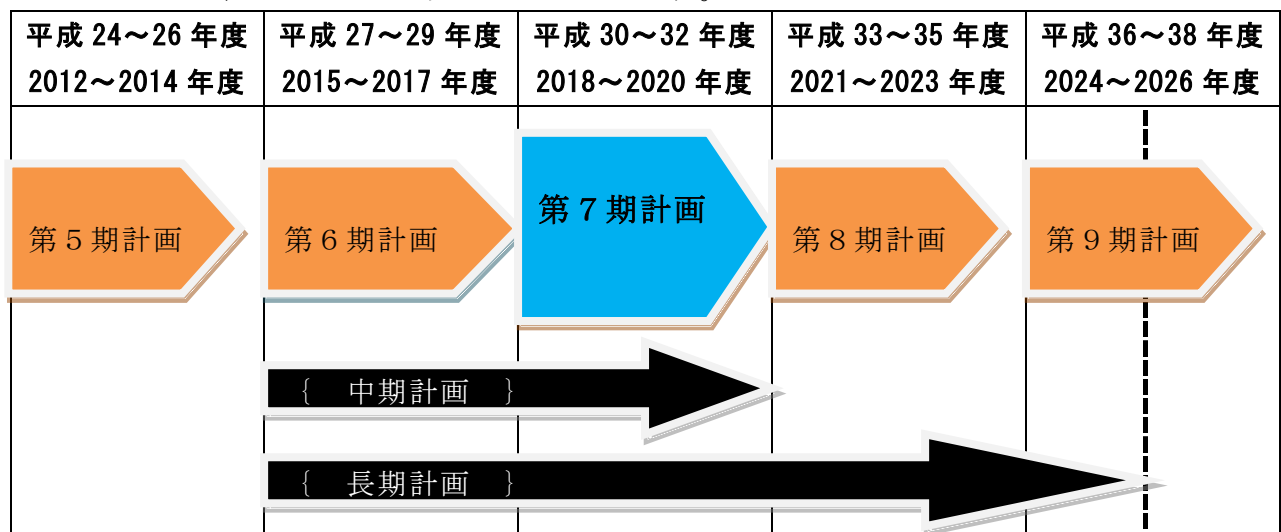 平成 24～26 年度
2012～2014 年度
平成 27～29 年度
2015～2017 年度
平成 30～32 年度
2018～2020 年度
平成 33～35 年度
2021～2023 年度
平成 36～38 年度
2024～2026 年度
第５期計画
第６期計画
第７期計画
第８期計画
第９期計画
｛　中期計画　｝
｛　長期計画　｝